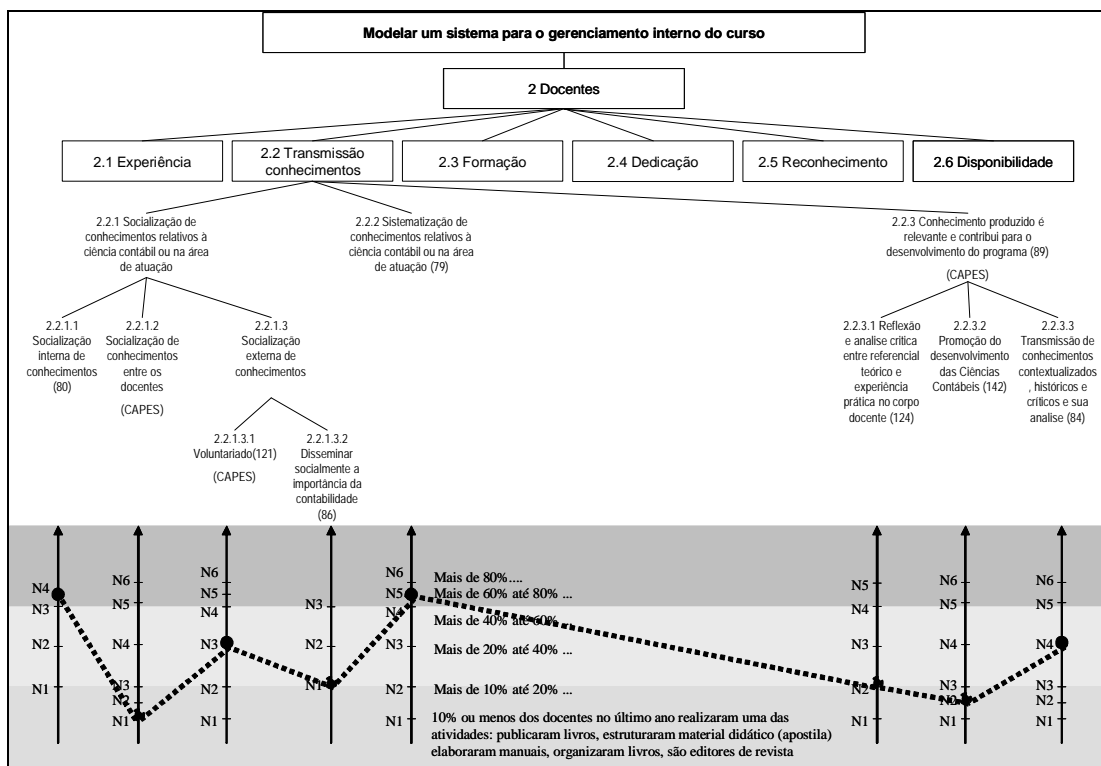 Modelar um sistema para o gerenciamento interno do curso
2 Docentes
2.1 Experiência
2.2 Transmissão
conhecimentos
2.3 Formação
2.4 Dedicação
2.5 Reconhecimento
2.6 Disponibilidade
2.2.1 Socialização de
conhecimentos relativos à
ciência contábil ou na área
de atuação
2.2.2 Sistematização de
conhecimentos relativos à
ciência contábil ou na área
de atuação (79)
2.2.3 Conhecimento produzido é
relevante e contribui para o
desenvolvimento do programa (89)
(CAPES)
2.2.1.1
Socialização
interna de
conhecimentos
(80)
2.2.1.2
Socialização de
conhecimentos
entre os
docentes
(CAPES)
2.2.1.3
Socialização
externa de
conhecimentos
2.2.3.1 Reflexão
e analise critica
entre referencial
teórico e
experiência
prática no corpo
docente (124)
2.2.3.2
Promoção do
desenvolvimento
das Ciências
Contábeis (142)
2.2.3.3
Transmissão de
conhecimentos
contextualizados
, históricos e
críticos e sua
analise (84)
2.2.1.3.1
Voluntariado(121)
(CAPES)
2.2.1.3.2
Disseminar
socialmente a
importância da
contabilidade
(86)
N4
N3
N2
N1
N6
N5
N4
N3
N2
N1
N6
N5
N4
N3
N2
N1
N3
N2
N1
N6
N5
N4
N3
N2
N1
Mais de 80%....
Mais de 60% até 80% ...
Mais de 40% até 60% ...
Mais de 20% até 40% ...
Mais de 10% até 20% ...
10% ou menos dos docentes no último ano realizaram uma das
atividades: publicaram livros, estruturaram material didático (apostila)
elaboraram manuais, organizaram livros, são editores de revista
N5
N4
N3
N2
N1
N6
N5
N4
N3
N2
N1
N6
N5
N4
N3
N2
N1